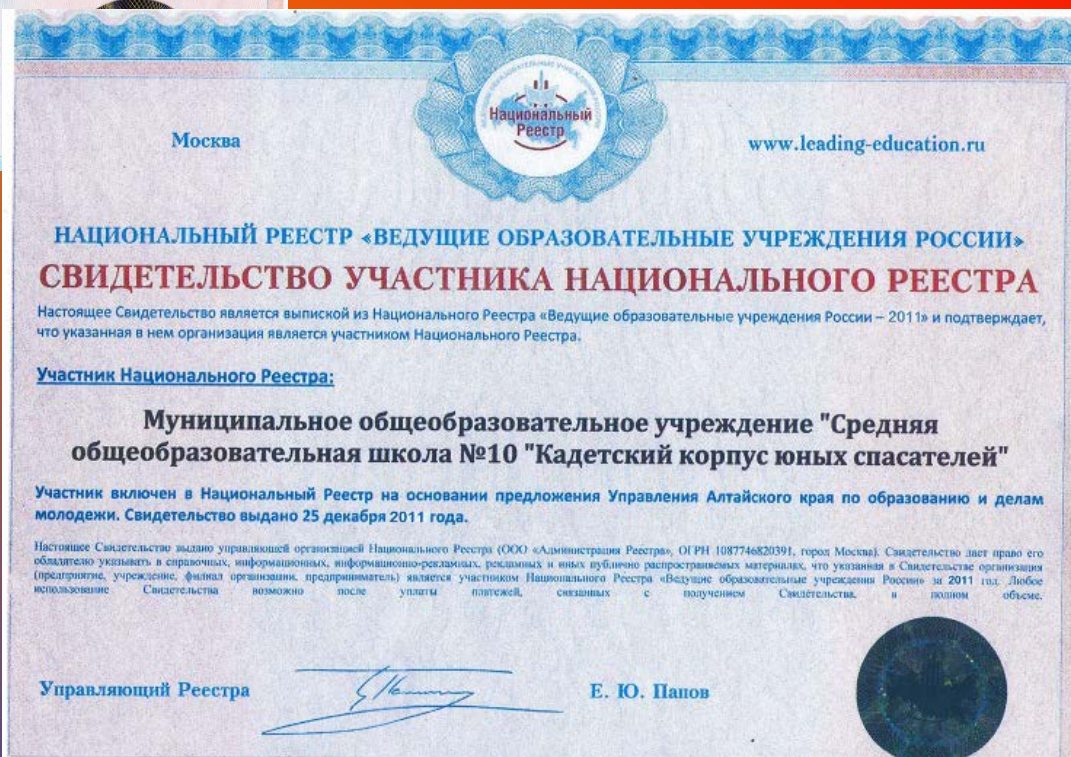 Национальный
Реестр
Москва
www.leading-education.ru
НАЦИОНАЛЬНЫЙ РЕЕСТР «ВЕДУЩИЕ ОБРАЗОВАТЕЛЬНЫЕ УЧРЕЖДЕНИЯ РОССИИ»
СВИДЕТЕЛЬСТВО УЧАСТНИКА НАЦИОНАЛЬНОГО РЕЕСТРА
Настоящее Свидетельство является выпиской из Национального Реестра «Ведущие образовательные учреждения России – 2011» и подтверждает,
что указанная в нем организация является участником Национального Реестра.
Участник Национального Реестра:
Муниципальное общеобразовательное учреждение "Средняя
общеобразовательная школа №10 "Кадетский корпус юных спасателей"
Участник включен в Национальный Реестр на основании предложения Управления Алтайского края по образованию и делам
молодежи. Свидетельство выдано 25 декабря 2011 года.
Настоящее Свидетельство выдано управляющей организацией Национального Реестра (ООО «Администрация Реестра», ОГРН 1087746820391, город Москва). Свидетельство дает право его
обладателю указывать в справочных, информационных, информационно-рекламных, рекламных и иных публично распространяемых материалах, что указанная в Свидетельстве организация
(предприятие, учреждение, филиал организации, предприниматель) является участником Национального Реестра «Ведущие образовательные учреждения России» за 2011 год. Любое
использование Свидетельства возможно после уплаты платежей, связанных с получением Свидетельства, в полном объеме.
Управляющий Реестра
Е. Ю. Панов